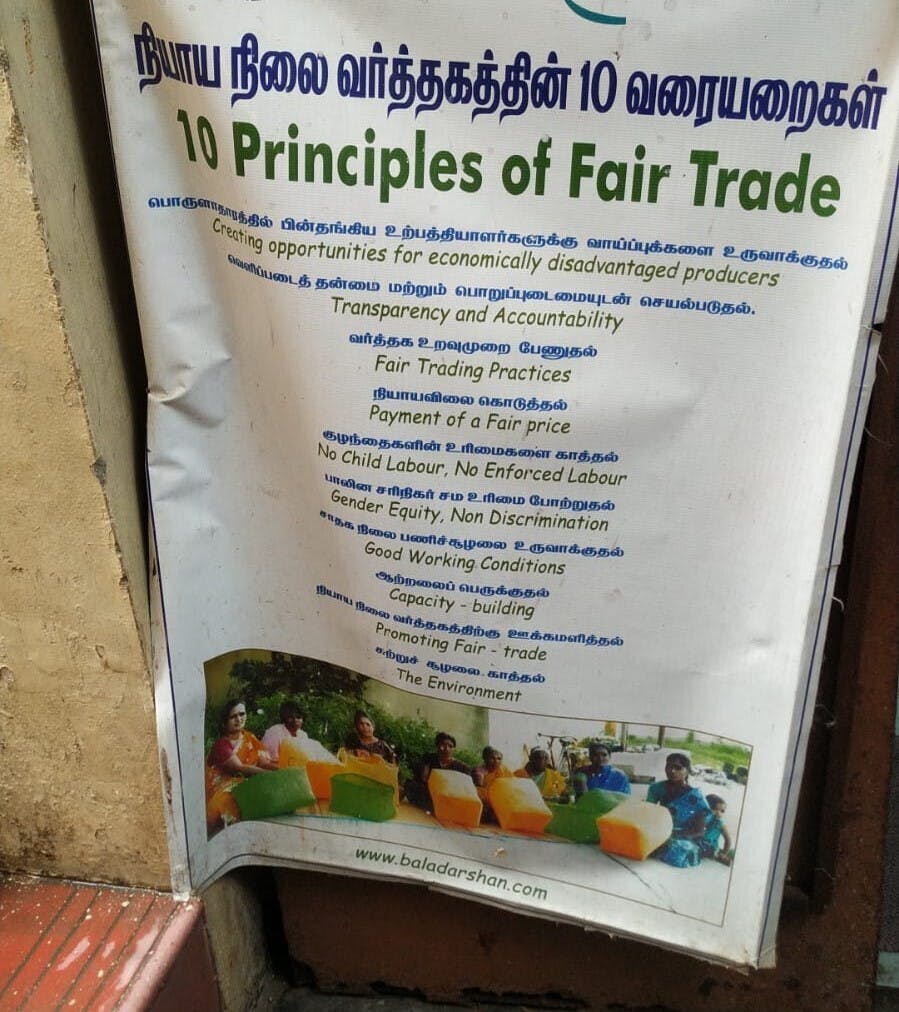 நியாய நிலை வர்த்தகத்தின் 10 வரையறைகள்
10 Principles of Fair Trade
பொருளாதாரத்தில் பின்தங்கிய உற்பத்தியாளர்களுக்கு வாய்ப்புக்களை உருவாக்குதல்
Creating opportunities for economically disadvantaged producers
வெளிப்படைத் தன்மை மற்றும் பொறுப்புடைமையுடன் செயல்படுதல்.
Transparency and Accountability
வர்த்தக உறவுமுறை பேணுதல்
Fair Trading Practices
நியாயவிலை கொடுத்தல்
Payment of a Fair price
குழந்தைகளின் உரிமைகளை காத்தல்
No Child Labour, No Enforced Labour
பாலின சரிநிகர் சம உரிமை போற்றுதல்
Gender Equity, Non Discrimination
சாதக நிலை பணிச்சூழலை உருவாக்குதல்
Good Working Conditions
ஆற்றலைப் பெருக்குதல்
Capacity - building
நியாய நிலை வர்த்தகத்திற்கு ஊக்கமளித்தல்
Promoting Fair - trade
சுற்றுச் சூழலை காத்தல்
The Environment
www.baladarshan.com